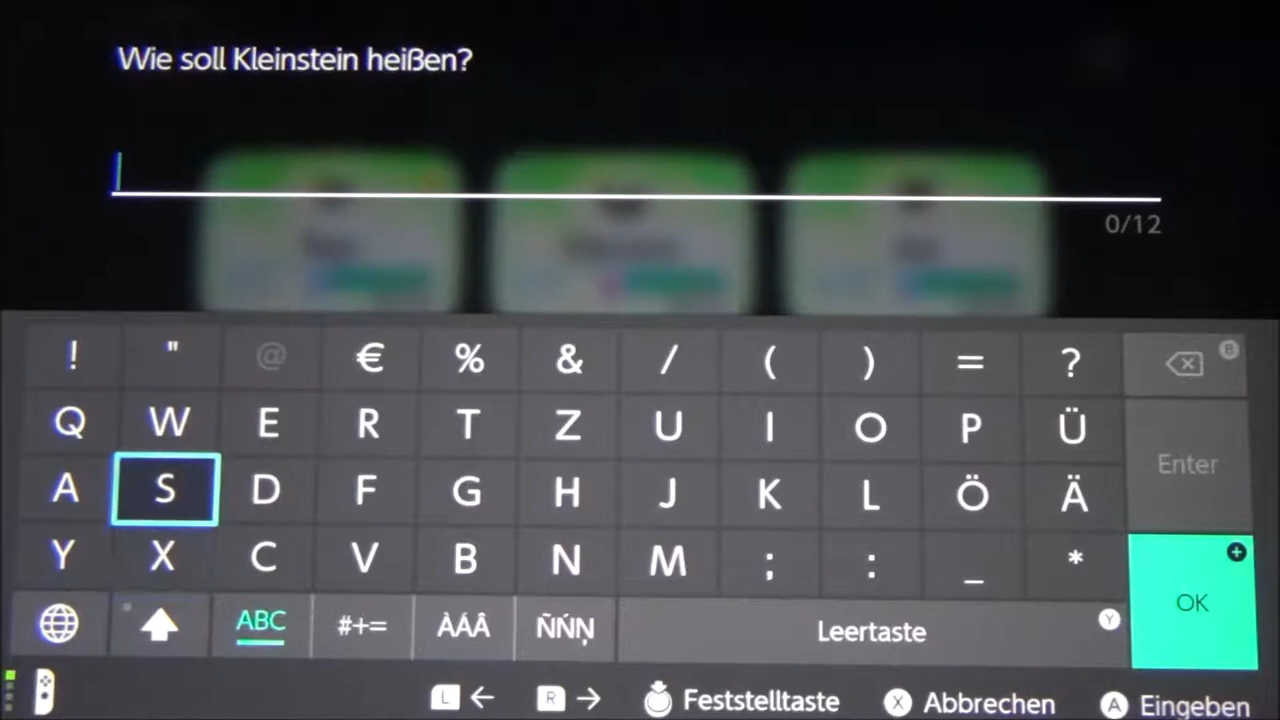 Wie soll Kleinstein heißen?
0/12
! " @ € % & / ( ) = ? B
Q W E R T Z U I O P Ü
A S D F G H J K L Ö Ä Enter
Y X C V B N M ; : _ * +
OK
ABC #+= ÀÁÂ ÑŃŅ Leertaste Y
L ← R → Feststelltaste X Abbrechen A Eingeben